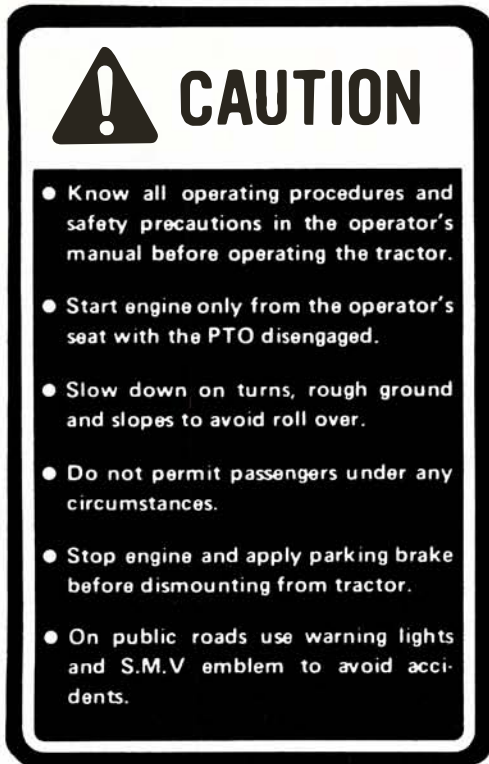 CAUTION
● Know all operating procedures and
safety precautions in the operator's
manual before operating the tractor.
● Start engine only from the operator's
seat with the PTO disengaged.
● Slow down on turns, rough ground
and slopes to avoid roll over.
● Do not permit passengers under any
circumstances.
● Stop engine and apply parking brake
before dismounting from tractor.
● On public roads use warning lights
and S.M.V emblem to avoid acci-
dents.